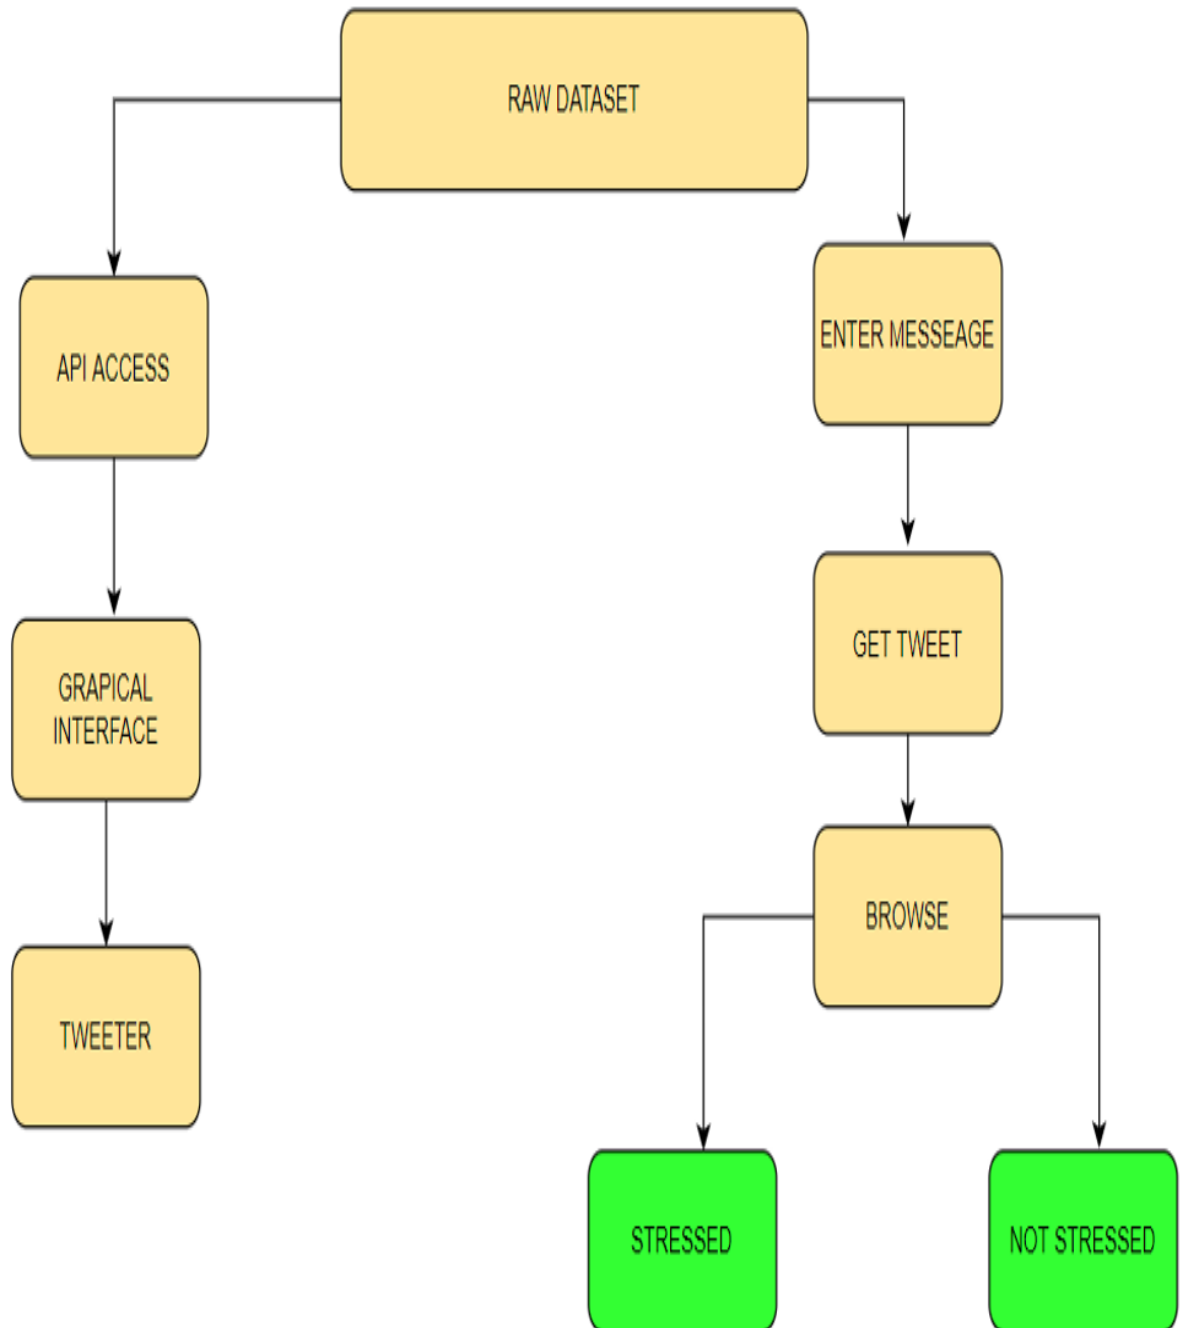 RAW DATASET
API ACCESS
ENTER MESSEAGE
GRAPICAL
INTERFACE
GET TWEET
TWEETER
BROWSE
STRESSED
NOT STRESSED